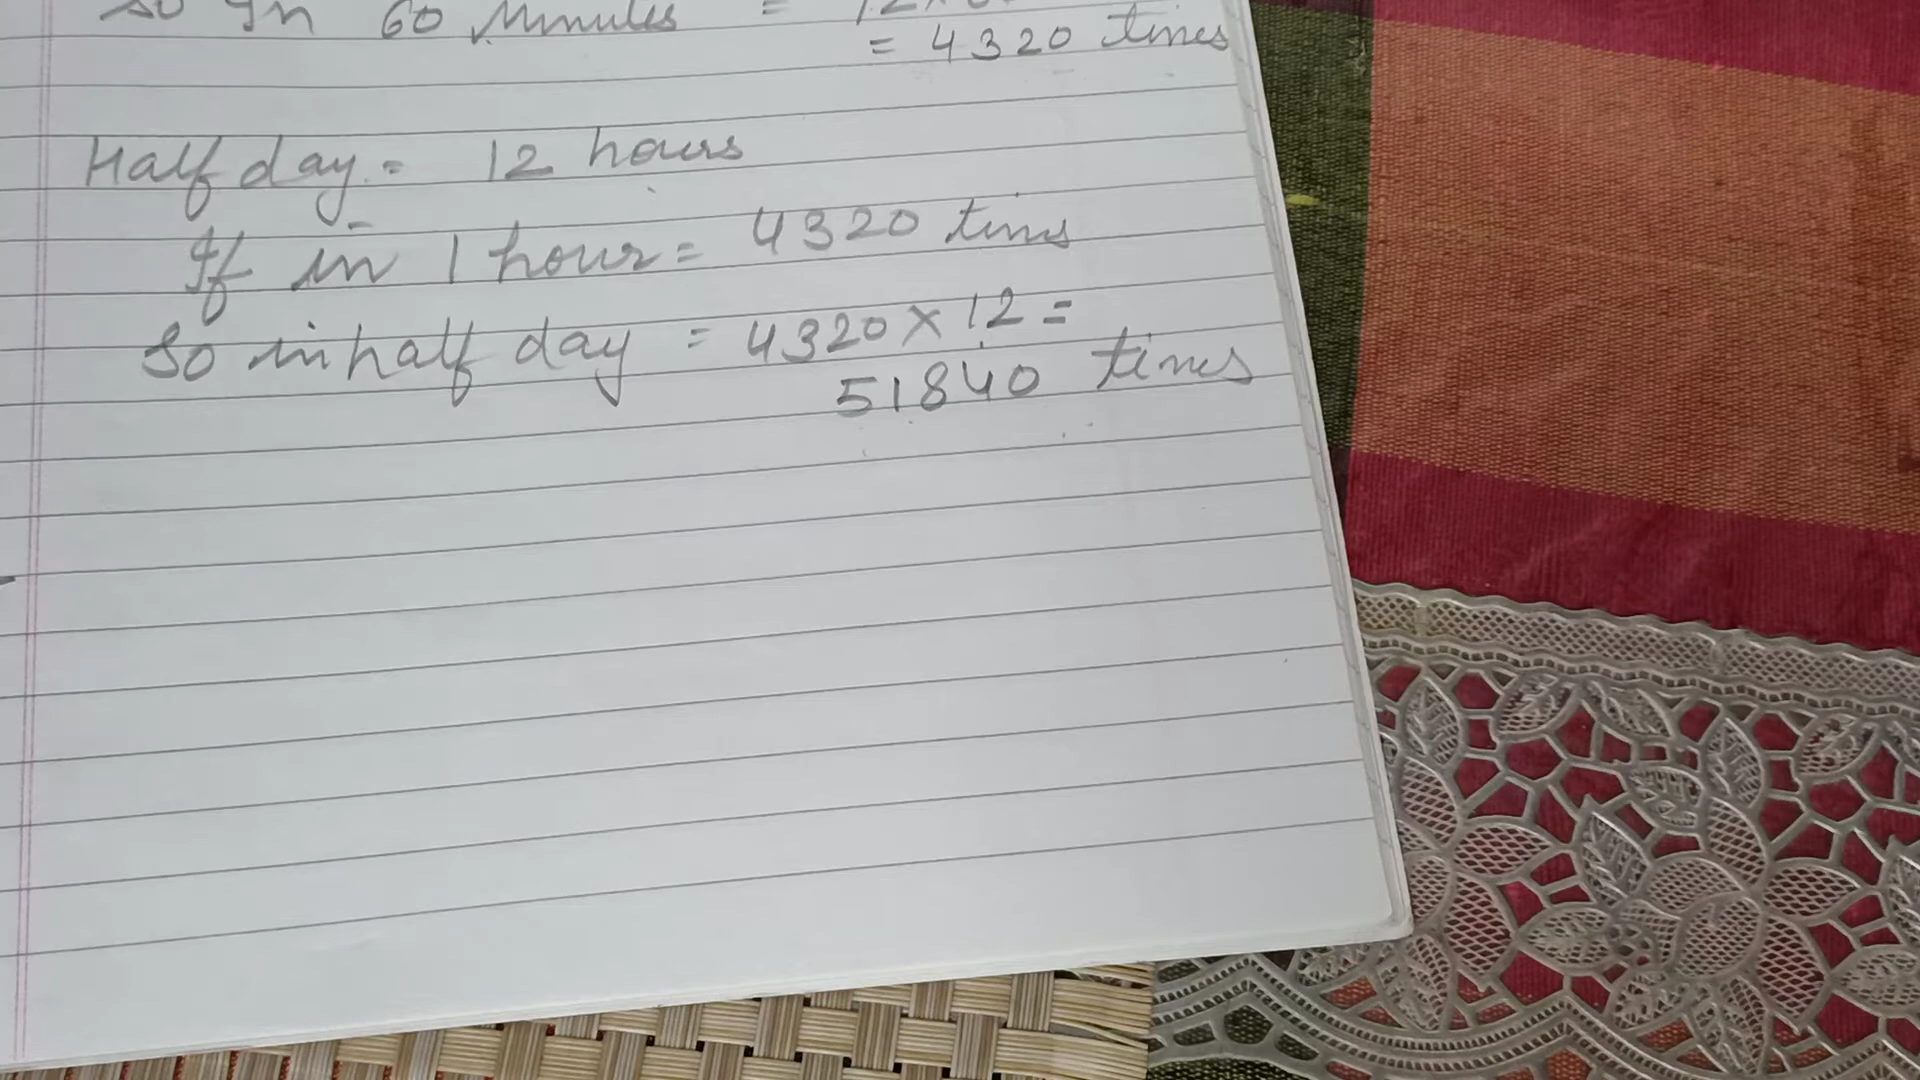 So In 60 Minutes =
= 4320 times
Half day = 12 hours
If in 1 hour = 4320 tims
So in half day = 4320 × 12 =
51840 times